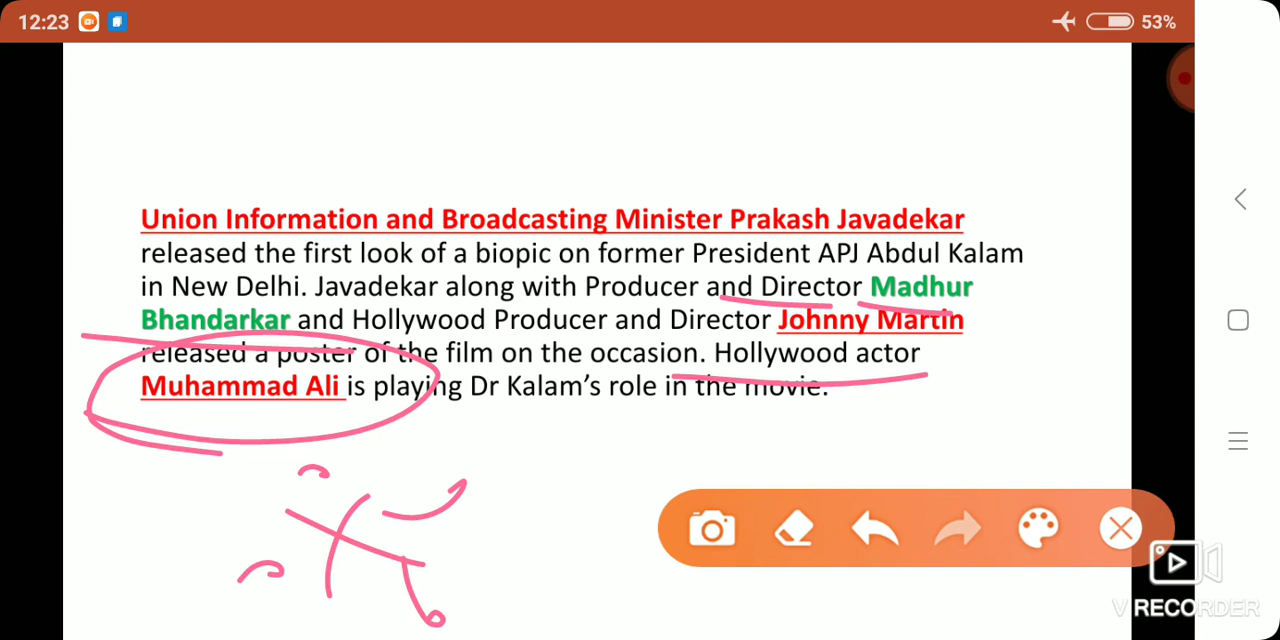 12:23
53%
Union Information and Broadcasting Minister Prakash Javadekar
released the first look of a biopic on former President APJ Abdul Kalam
in New Delhi. Javadekar along with Producer and Director Madhur
Bhandarkar and Hollywood Producer and Director Johnny Martin
released a poster of the film on the occasion. Hollywood actor
Muhammad Ali is playing Dr Kalam’s role in the movie.
V RECORDER